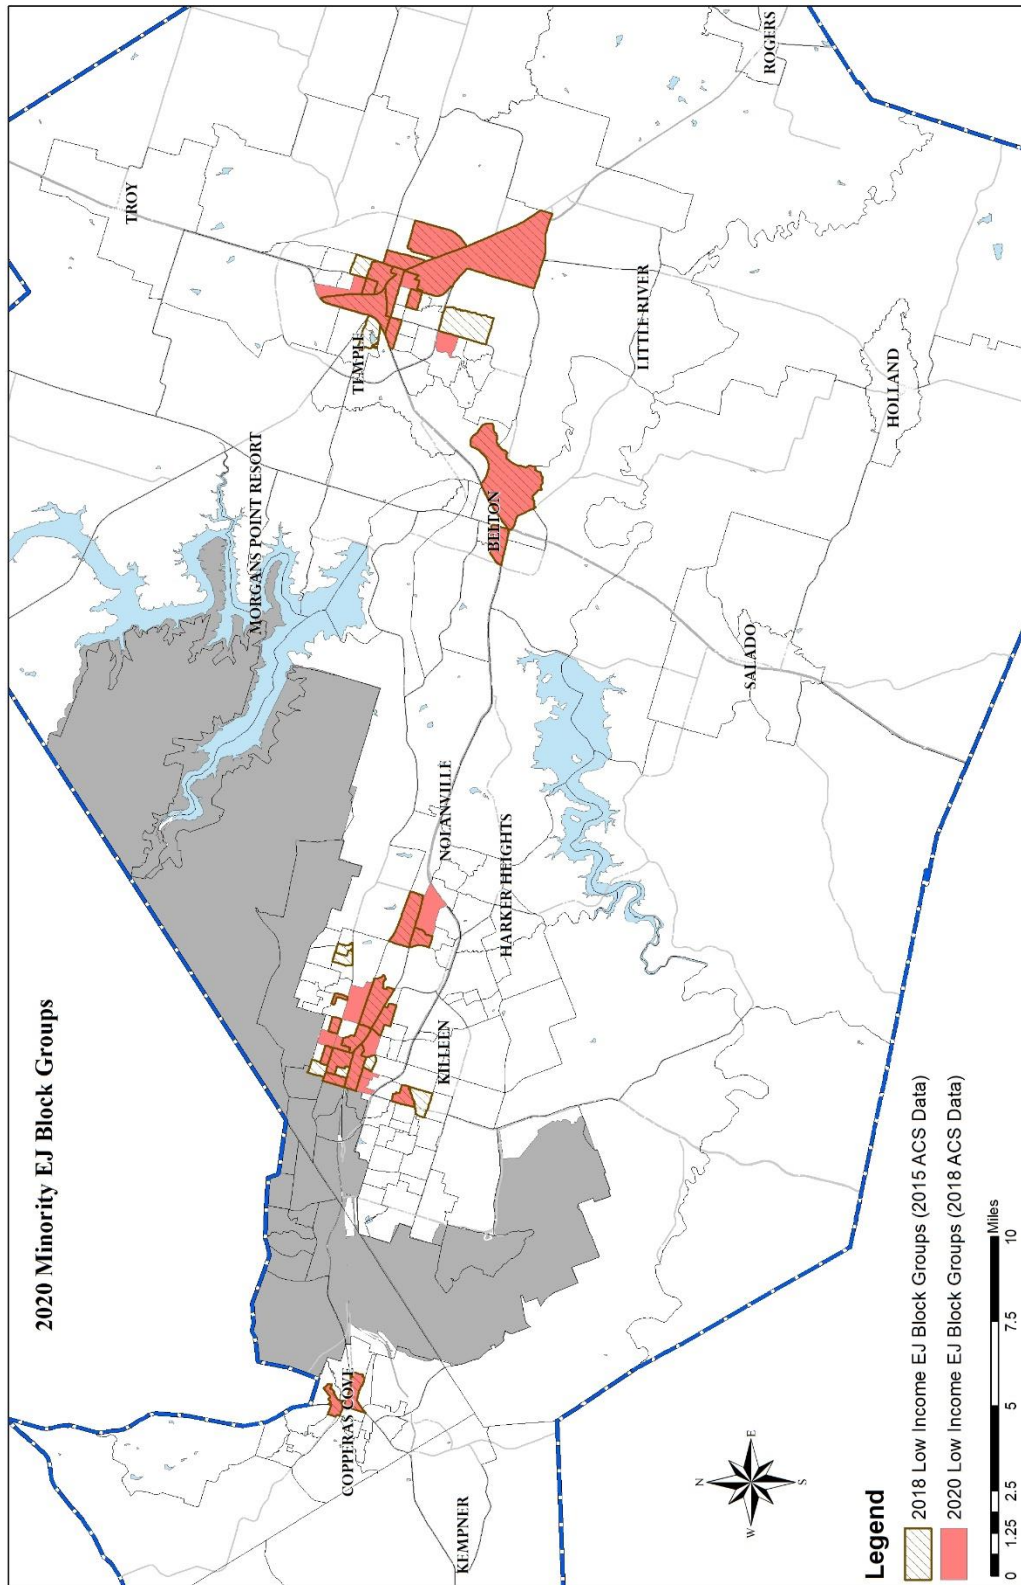 2020 Minority EJ Block Groups
TROY
ROGERS
TEMPLE
MORGANS POINT RESORT
LITTLE RIVER
HOLLAND
BELTON
SALADO
NOLANVILLE
HARKER HEIGHTS
KILLEEN
COPPERAS COVE
KEMPNER
N
W
E
S
Legend
2018 Low Income EJ Block Groups (2015 ACS Data)
2020 Low Income EJ Block Groups (2018 ACS Data)
0 1.25 2.5 5 7.5 10
Miles